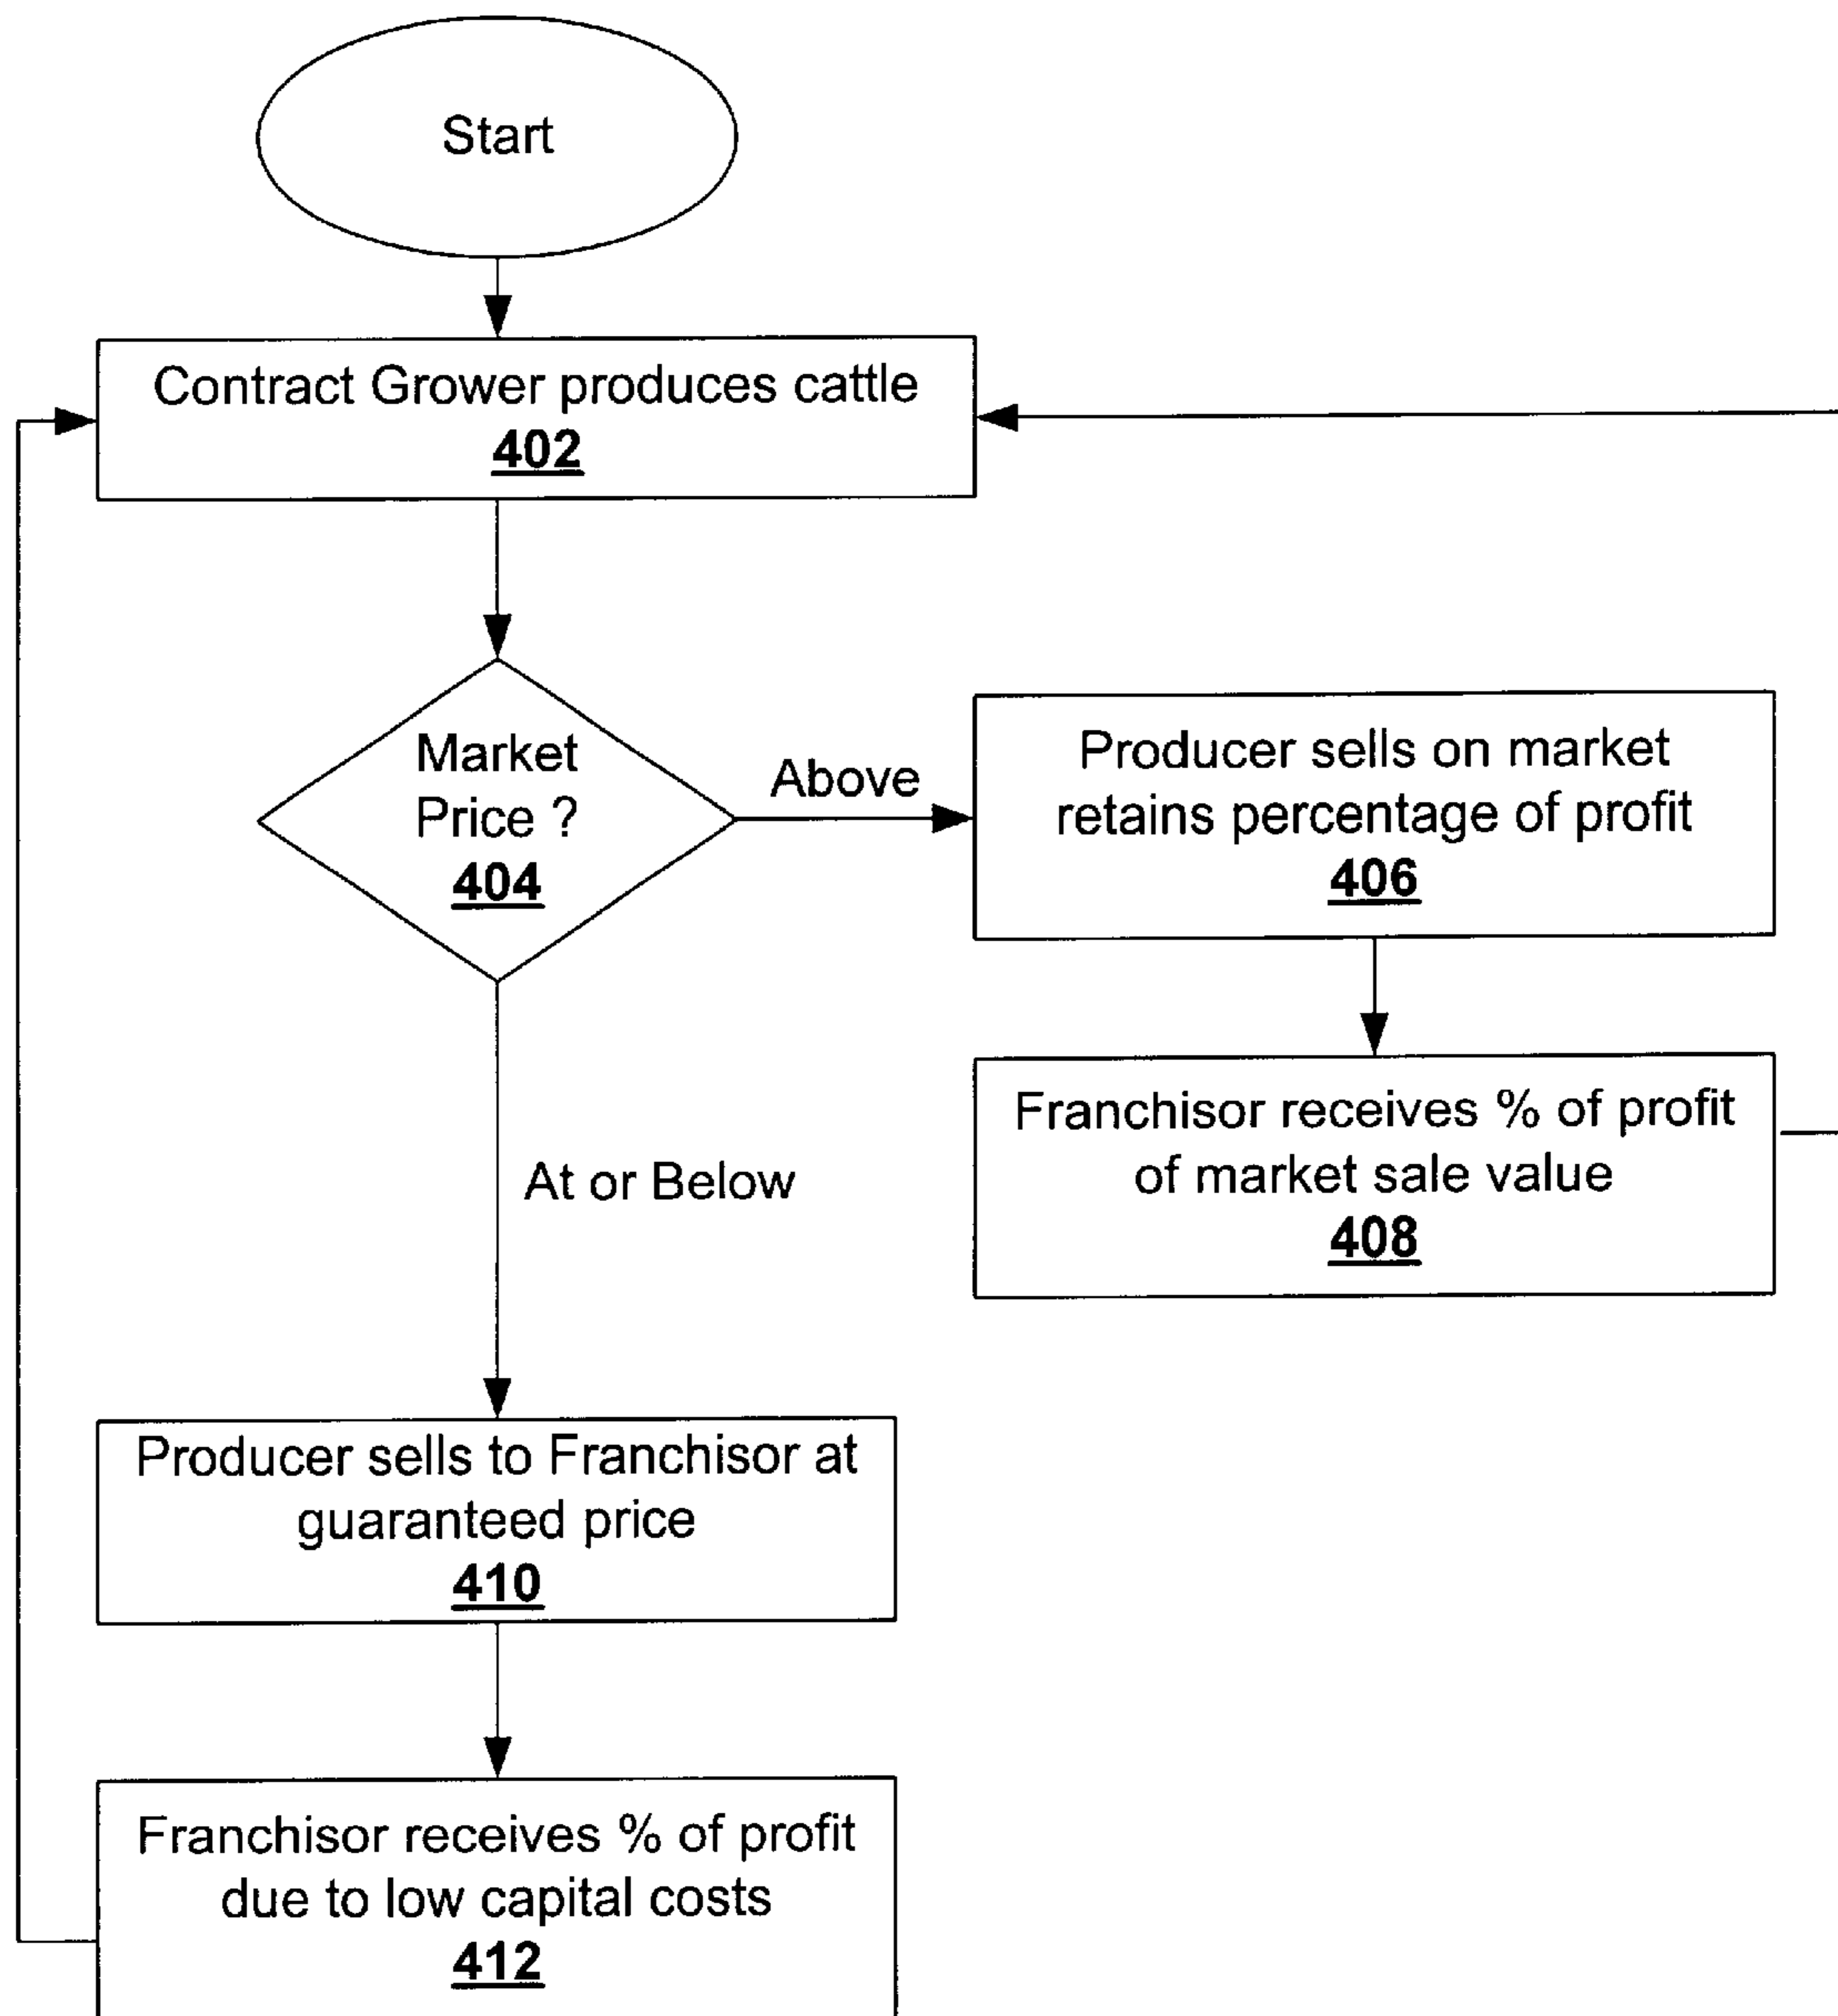 Start
Contract Grower produces cattle
402
Market
Price ?
404
Above
Producer sells on market
retains percentage of profit
406
Franchisor receives % of profit
of market sale value
408
At or Below
Producer sells to Franchisor at
guaranteed price
410
Franchisor receives % of profit
due to low capital costs
412